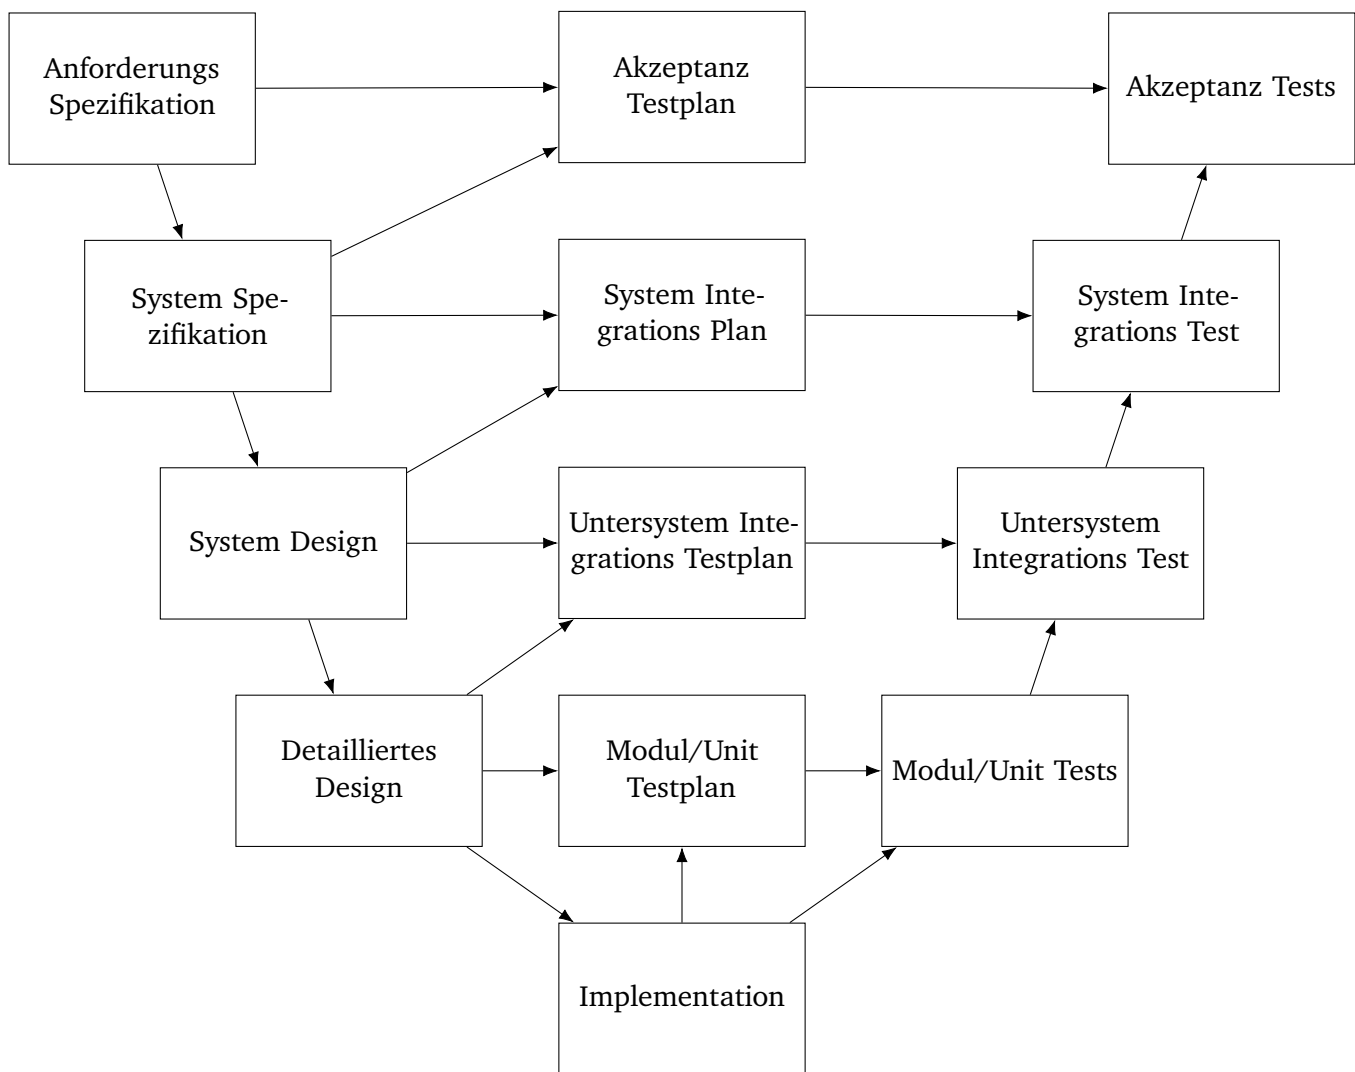 Anforderungs
Spezifikation
Akzeptanz
Testplan
Akzeptanz Tests
System Spe-
zifikation
System Inte-
grations Plan
System Inte-
grations Test
System Design
Untersystem Inte-
grations Testplan
Untersystem
Integrations Test
Detailliertes
Design
Modul/Unit
Testplan
Modul/Unit Tests
Implementation